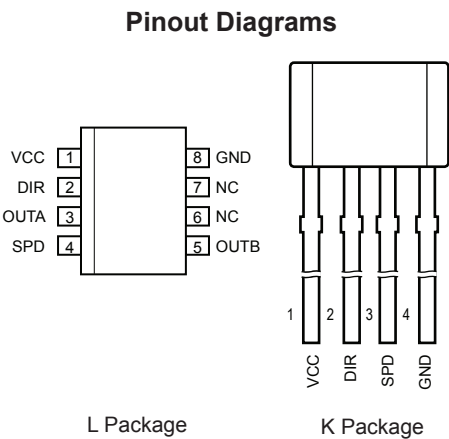 Pinout Diagrams
VCC 1 8 GND
DIR 2 7 NC
OUTA 3 6 NC
SPD 4 5 OUTB
1 2 3 4
VCC DIR SPD GND
L Package
K Package